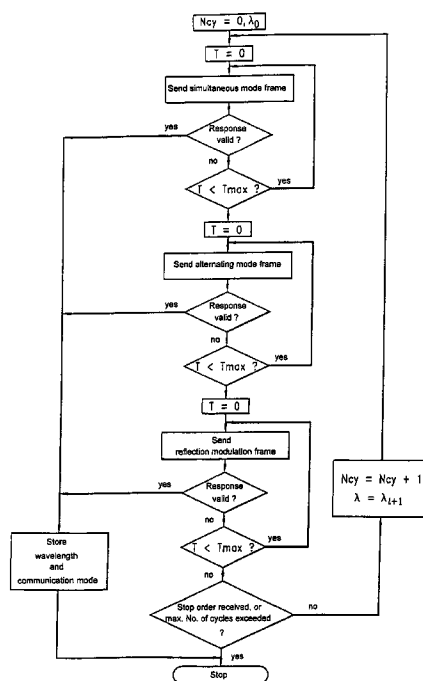 Ncy = 0, λ0
T = 0
Send simultaneous mode frame
yes
Response
valid ?
no
T < Tmax ?
yes
T = 0
Send alternating mode frame
yes
Response
valid ?
no
T < Tmax ?
yes
T = 0
Send
reflection modulation frame
yes
Response
valid ?
no
T < Tmax ?
yes
no
Ncy = Ncy + 1
λ = λi+1
Store
wavelength
and
communication mode
Stop order received, or
max. No. of cycles exceeded
?
no
yes
Stop